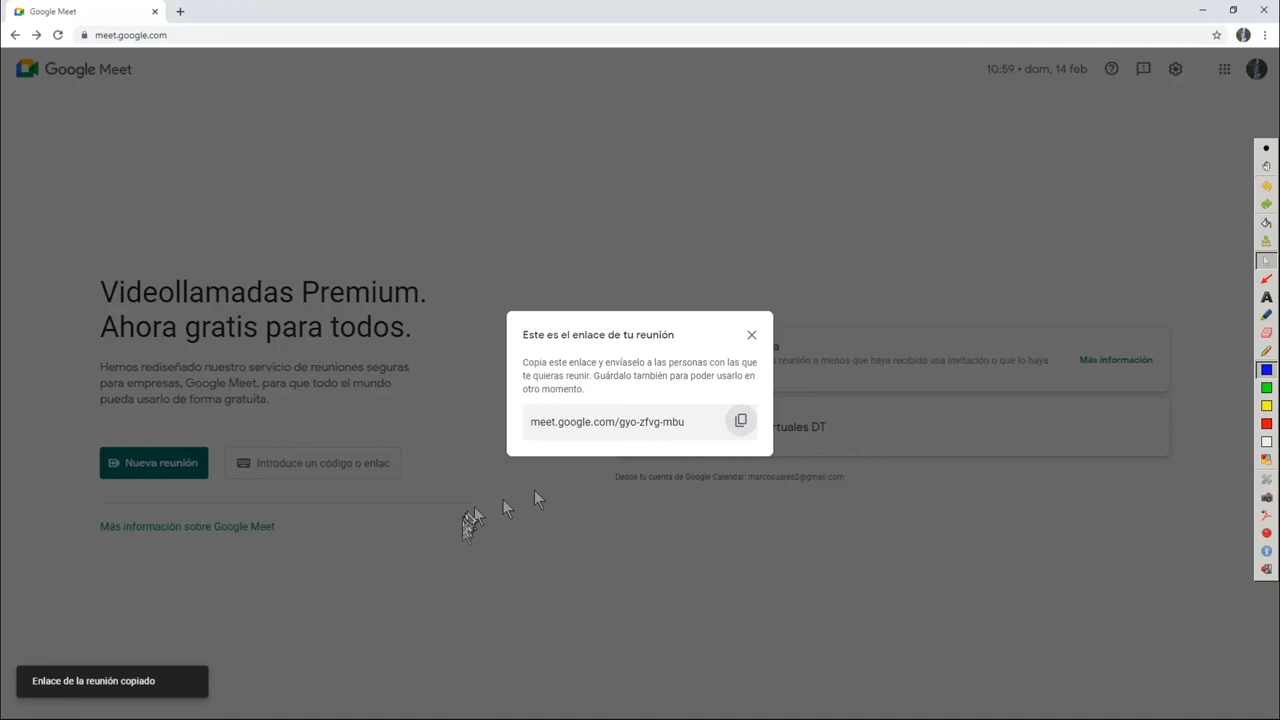 Google Meet
meet.google.com
Google Meet
10:59 • dom, 14 feb
Videollamadas Premium.
Ahora gratis para todos.
Hemos rediseñado nuestro servicio de reuniones seguras
para empresas, Google Meet, para que todo el mundo
pueda usarlo de forma gratuita.
Nueva reunión
Introduce un código o enlac
Más información sobre Google Meet
Este es el enlace de tu reunión
Copia este enlace y envíaselo a las personas con las que
te quieras reunir. Guárdalo también para poder usarlo en
otro momento.
meet.google.com/gyo-zfvg-mbu
a
a reunión a menos que haya recibido una invitación o que lo haya
Más información
rtuales DT
Desde tu cuenta de Google Calendar: marcosuares2@gmail.com
Enlace de la reunión copiado